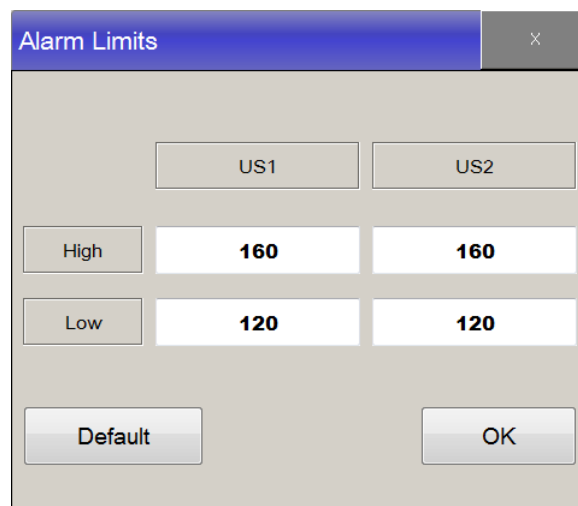 Alarm Limits X
US1 US2
High 160 160
Low 120 120
Default OK